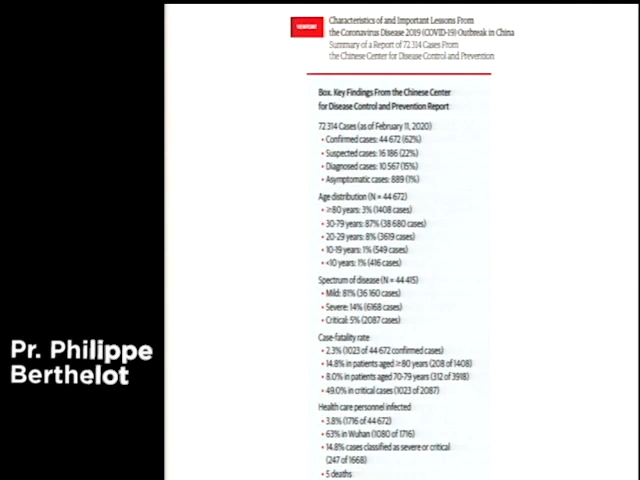 VIEWPOINT
Characteristics of and Important Lessons From
the Coronavirus Disease 2019 (COVID-19) Outbreak in China
Summary of a Report of 72 314 Cases From
the Chinese Center for Disease Control and Prevention
Box. Key Findings From the Chinese Center
for Disease Control and Prevention Report
72 314 Cases (as of February 11, 2020)
• Confirmed cases: 44 672 (62%)
• Suspected cases: 16 186 (22%)
• Diagnosed cases: 10 567 (15%)
• Asymptomatic cases: 889 (1%)
Age distribution (N = 44 672)
• ≥80 years: 3% (1408 cases)
• 30-79 years: 87% (38 680 cases)
• 20-29 years: 8% (3619 cases)
• 10-19 years: 1% (549 cases)
• <10 years: 1% (416 cases)
Spectrum of disease (N = 44 415)
• Mild: 81% (36 160 cases)
• Severe: 14% (6168 cases)
• Critical: 5% (2087 cases)
Case-fatality rate
• 2.3% (1023 of 44 672 confirmed cases)
• 14.8% in patients aged ≥80 years (208 of 1408)
• 8.0% in patients aged 70-79 years (312 of 3918)
• 49.0% in critical cases (1023 of 2087)
Health care personnel infected
• 3.8% (1716 of 44 672)
• 63% in Wuhan (1080 of 1716)
• 14.8% cases classified as severe or critical
(247 of 1668)
• 5 deaths
Pr. Philippe
Berthelot